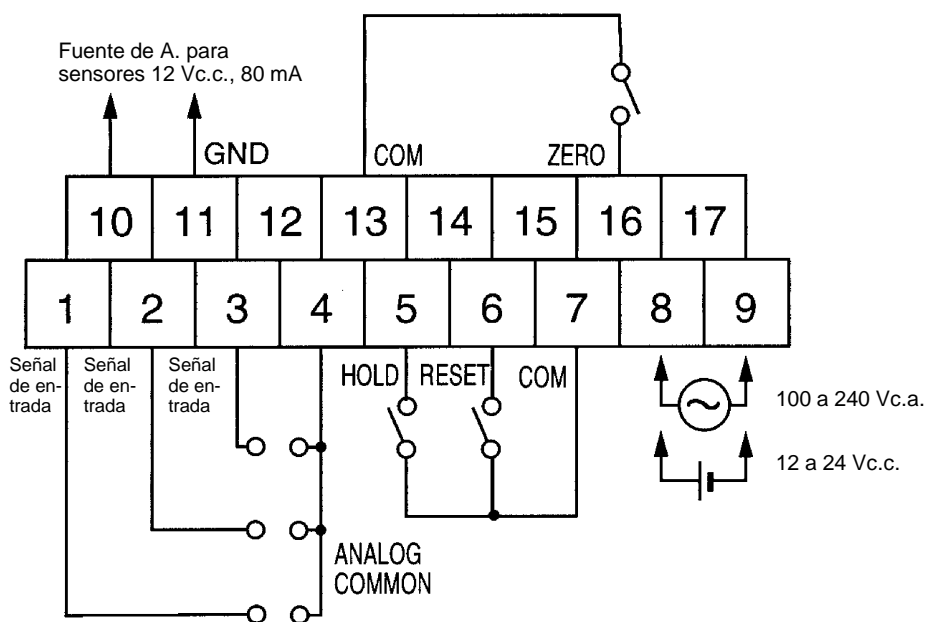 Fuente de A. para
sensores 12 Vc.c., 80 mA
GND
COM
ZERO
10 11 12 13 14 15 16 17
1 2 3 4 5 6 7 8 9
Señal
de en-
trada
Señal
de en-
trada
Señal
de en-
trada
HOLD
RESET
COM
100 a 240 Vc.a.
12 a 24 Vc.c.
ANALOG
COMMON